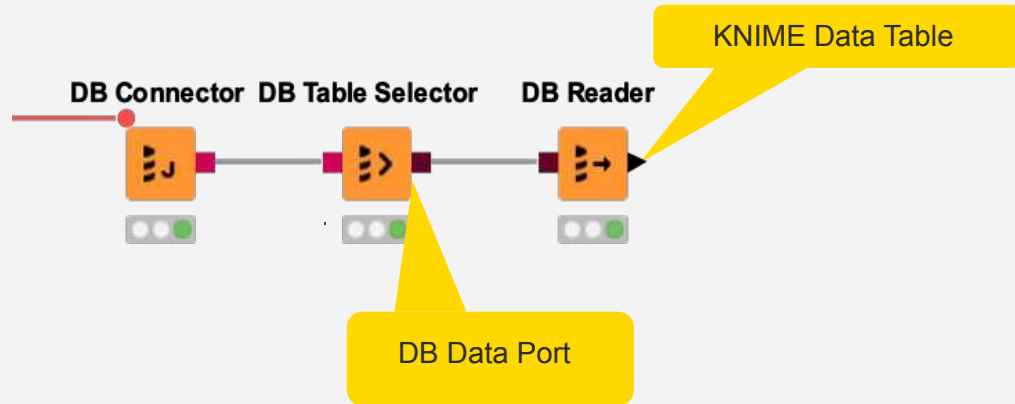 KNIME Data Table
DB Connector DB Table Selector DB Reader
DB Data Port